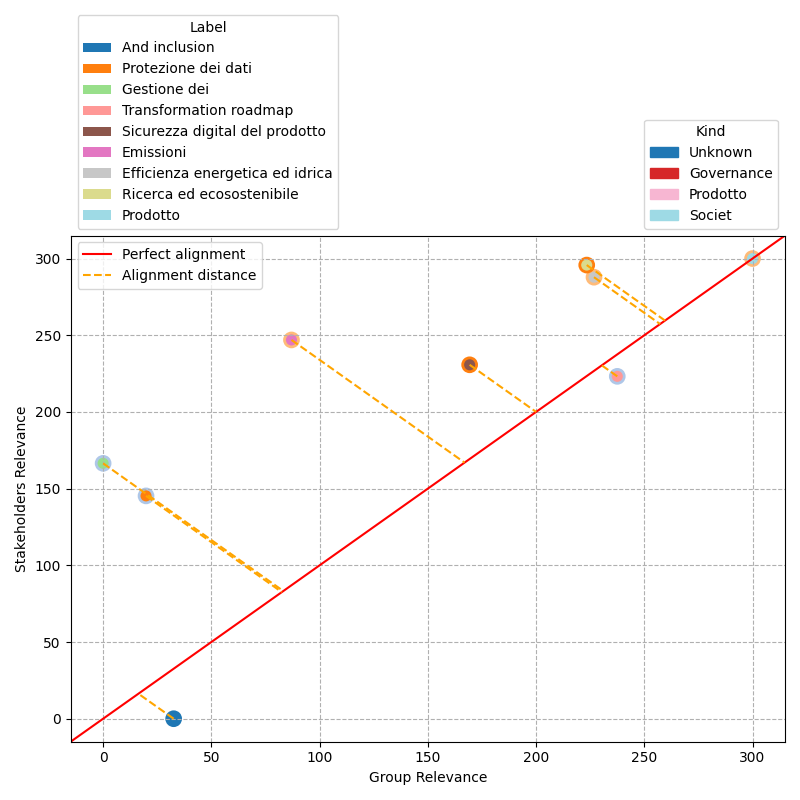 Label
And inclusion
Protezione dei dati
Gestione dei
Transformation roadmap
Sicurezza digital del prodotto
Emissioni
Efficienza energetica ed idrica
Ricerca ed ecosostenibile
Prodotto
Kind
Unknown
Governance
Prodotto
Societ
Perfect alignment
Alignment distance
300
250
200
150
100
50
0
Stakeholders Relevance
0 50 100 150 200 250 300
Group Relevance